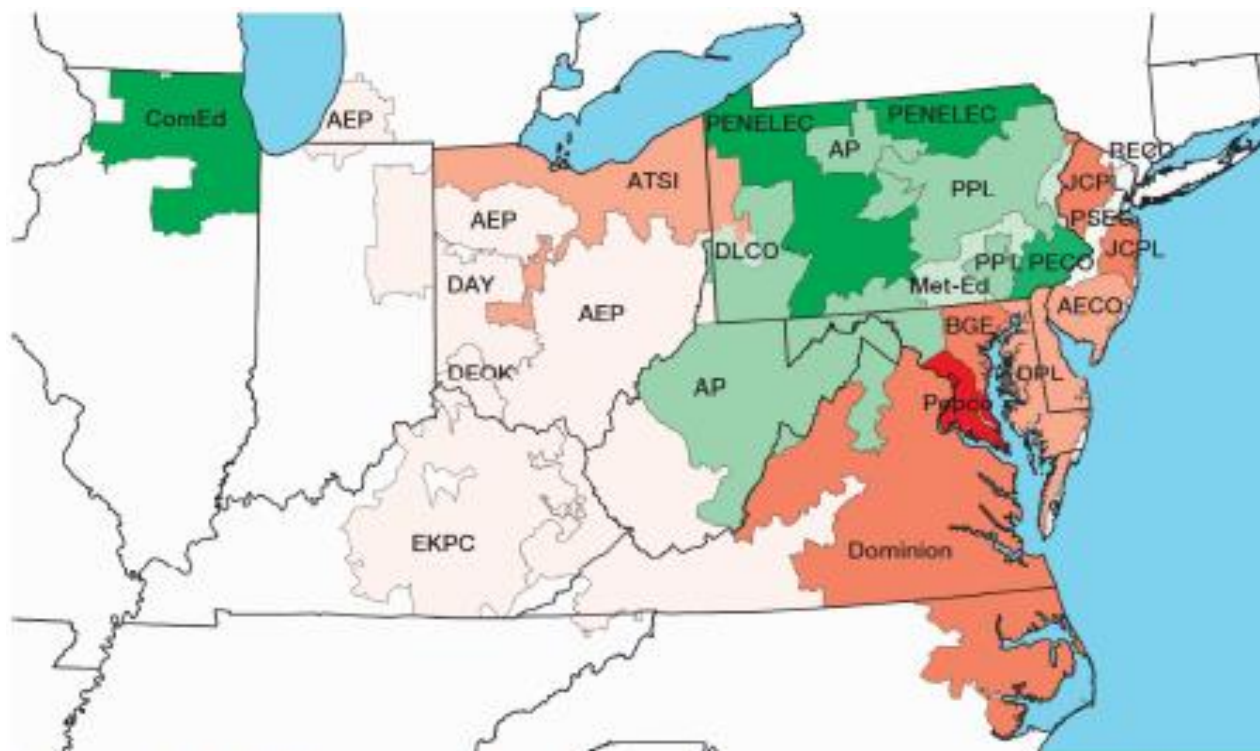 ComEd
AEP
PENELEC
PENELEC
AP
RECO
ATSI
PPL
JCPL
AEP
PSEG
DLCO
JCPL
DAY
PPL
PECO
Met-Ed
AEP
AECO
BGE
DEOK
AP
DPL
Pepco
EKPC
Dominion